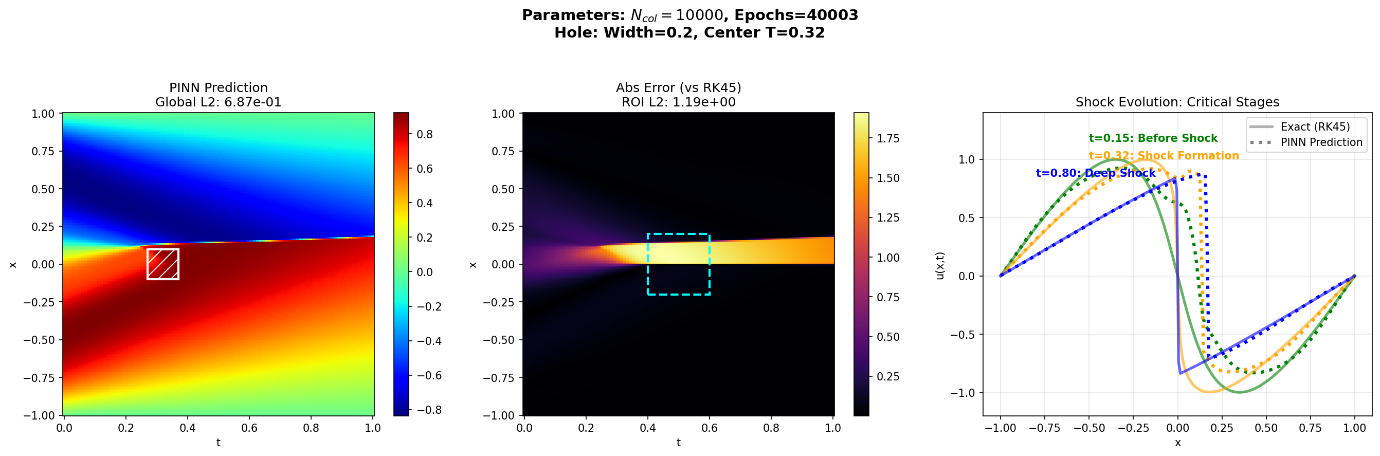 Parameters: N_col = 10000, Epochs=40003
Hole: Width=0.2, Center T=0.32
PINN Prediction
Global L2: 6.87e-01
x
1.00
0.75
0.50
0.25
0.00
−0.25
−0.50
−0.75
−1.00
0.0 0.2 0.4 0.6 0.8 1.0
t
0.8
0.6
0.4
0.2
0.0
−0.2
−0.4
−0.6
−0.8
Abs Error (vs RK45)
ROI L2: 1.19e+00
x
1.00
0.75
0.50
0.25
0.00
−0.25
−0.50
−0.75
−1.00
0.0 0.2 0.4 0.6 0.8 1.0
t
1.75
1.50
1.25
1.00
0.75
0.50
0.25
Shock Evolution: Critical Stages
Exact (RK45)
PINN Prediction
t=0.15: Before Shock
t=0.32: Shock Formation
t=0.80: Deep Shock
u(x,t)
1.0
0.5
0.0
−0.5
−1.0
−1.00 −0.75 −0.50 −0.25 0.00 0.25 0.50 0.75 1.00
x